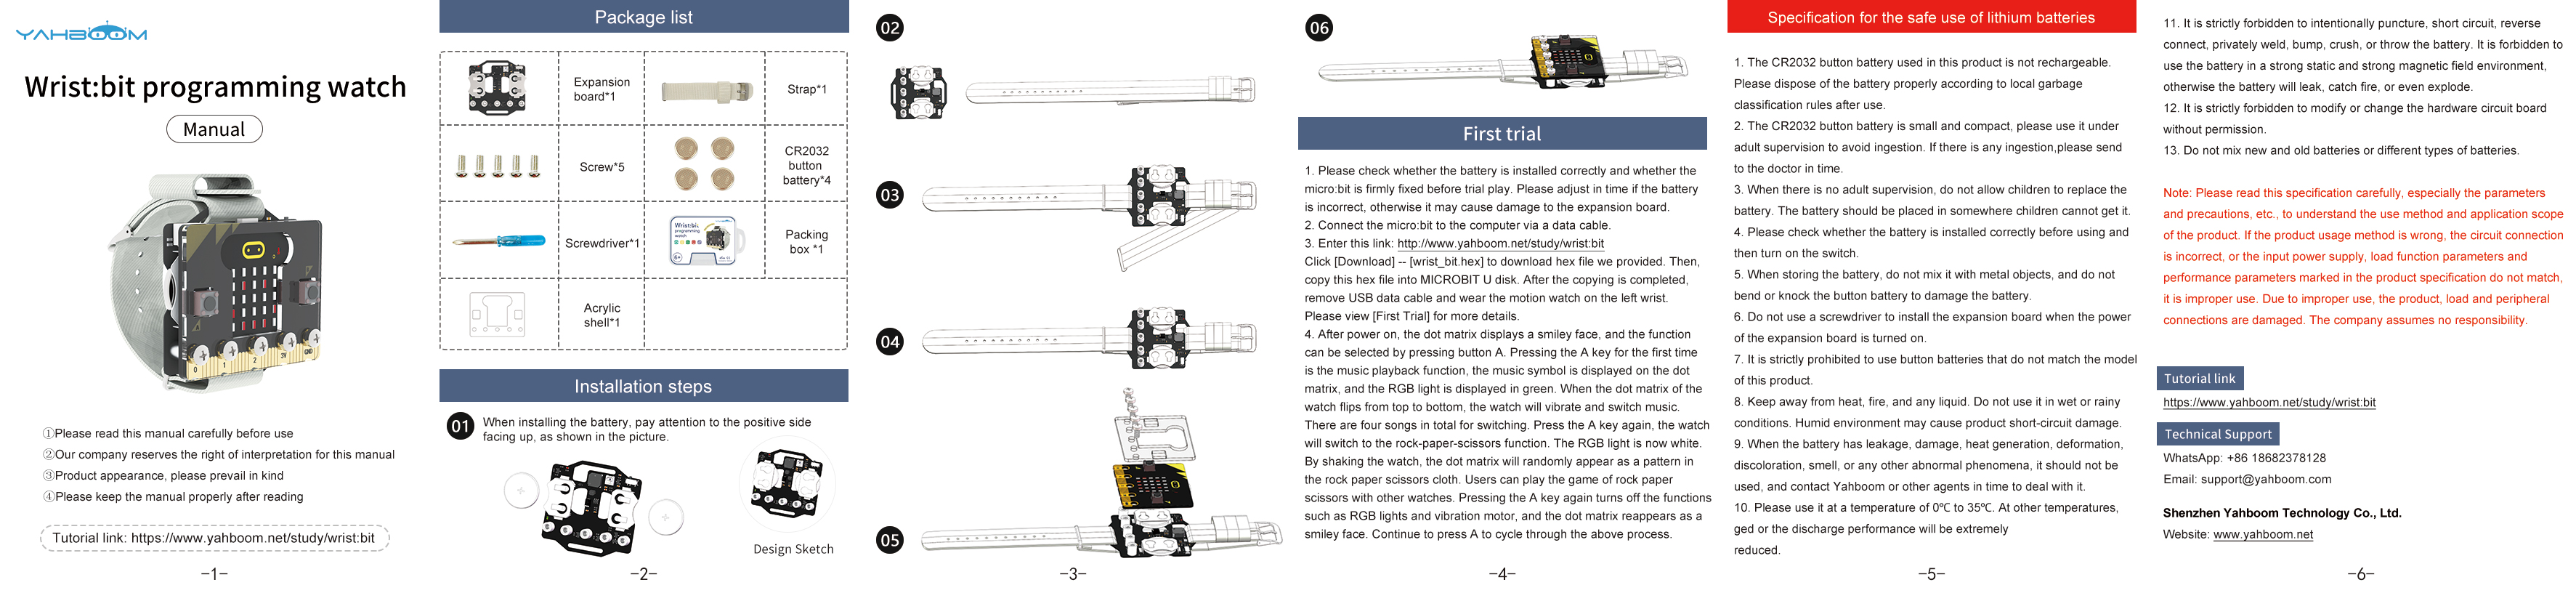 YAHBOOM
Wrist:bit programming watch
Manual
0 1 2 3V GND
①Please read this manual carefully before use
②Our company reserves the right of interpretation for this manual
③Product appearance, please prevail in kind
④Please keep the manual properly after reading
Tutorial link: https://www.yahboom.net/study/wrist:bit
-1-
Package list
Expansion
board*1
Strap*1
Screw*5
CR2032
button
battery*4
Screwdriver*1
Wrist:bit
programming
watch
6+
Packing
box *1
Acrylic
shell*1
Installation steps
01
When installing the battery, pay attention to the positive side
facing up, as shown in the picture.
Design Sketch
-2-
02
03
04
05
-3-
06
First trial
1. Please check whether the battery is installed correctly and whether the
micro:bit is firmly fixed before trial play. Please adjust in time if the battery
is incorrect, otherwise it may cause damage to the expansion board.
2. Connect the micro:bit to the computer via a data cable.
3. Enter this link: http://www.yahboom.net/study/wrist:bit
Click [Download] -- [wrist_bit.hex] to download hex file we provided. Then,
copy this hex file into MICROBIT U disk. After the copying is completed,
remove USB data cable and wear the motion watch on the left wrist.
Please view [First Trial] for more details.
4. After power on, the dot matrix displays a smiley face, and the function
can be selected by pressing button A. Pressing the A key for the first time
is the music playback function, the music symbol is displayed on the dot
matrix, and the RGB light is displayed in green. When the dot matrix of the
watch flips from top to bottom, the watch will vibrate and switch music.
There are four songs in total for switching. Press the A key again, the watch
will switch to the rock-paper-scissors function. The RGB light is now white.
By shaking the watch, the dot matrix will randomly appear as a pattern in
the rock paper scissors cloth. Users can play the game of rock paper
scissors with other watches. Pressing the A key again turns off the functions
such as RGB lights and vibration motor, and the dot matrix reappears as a
smiley face. Continue to press A to cycle through the above process.
-4-
Specification for the safe use of lithium batteries
1. The CR2032 button battery used in this product is not rechargeable.
Please dispose of the battery properly according to local garbage
classification rules after use.
2. The CR2032 button battery is small and compact, please use it under
adult supervision to avoid ingestion. If there is any ingestion,please send
to the doctor in time.
3. When there is no adult supervision, do not allow children to replace the
battery. The battery should be placed in somewhere children cannot get it.
4. Please check whether the battery is installed correctly before using and
then turn on the switch.
5. When storing the battery, do not mix it with metal objects, and do not
bend or knock the button battery to damage the battery.
6. Do not use a screwdriver to install the expansion board when the power
of the expansion board is turned on.
7. It is strictly prohibited to use button batteries that do not match the model
of this product.
8. Keep away from heat, fire, and any liquid. Do not use it in wet or rainy
conditions. Humid environment may cause product short-circuit damage.
9. When the battery has leakage, damage, heat generation, deformation,
discoloration, smell, or any other abnormal phenomena, it should not be
used, and contact Yahboom or other agents in time to deal with it.
10. Please use it at a temperature of 0℃ to 35℃. At other temperatures,
ged or the discharge performance will be extremely
reduced.
-5-
11. It is strictly forbidden to intentionally puncture, short circuit, reverse
connect, privately weld, bump, crush, or throw the battery. It is forbidden to
use the battery in a strong static and strong magnetic field environment,
otherwise the battery will leak, catch fire, or even explode.
12. It is strictly forbidden to modify or change the hardware circuit board
without permission.
13. Do not mix new and old batteries or different types of batteries.
Note: Please read this specification carefully, especially the parameters
and precautions, etc., to understand the use method and application scope
of the product. If the product usage method is wrong, the circuit connection
is incorrect, or the input power supply, load function parameters and
performance parameters marked in the product specification do not match,
it is improper use. Due to improper use, the product, load and peripheral
connections are damaged. The company assumes no responsibility.
Tutorial link
https://www.yahboom.net/study/wrist:bit
Technical Support
WhatsApp: +86 18682378128
Email: support@yahboom.com
Shenzhen Yahboom Technology Co., Ltd.
Website: www.yahboom.net
-6-